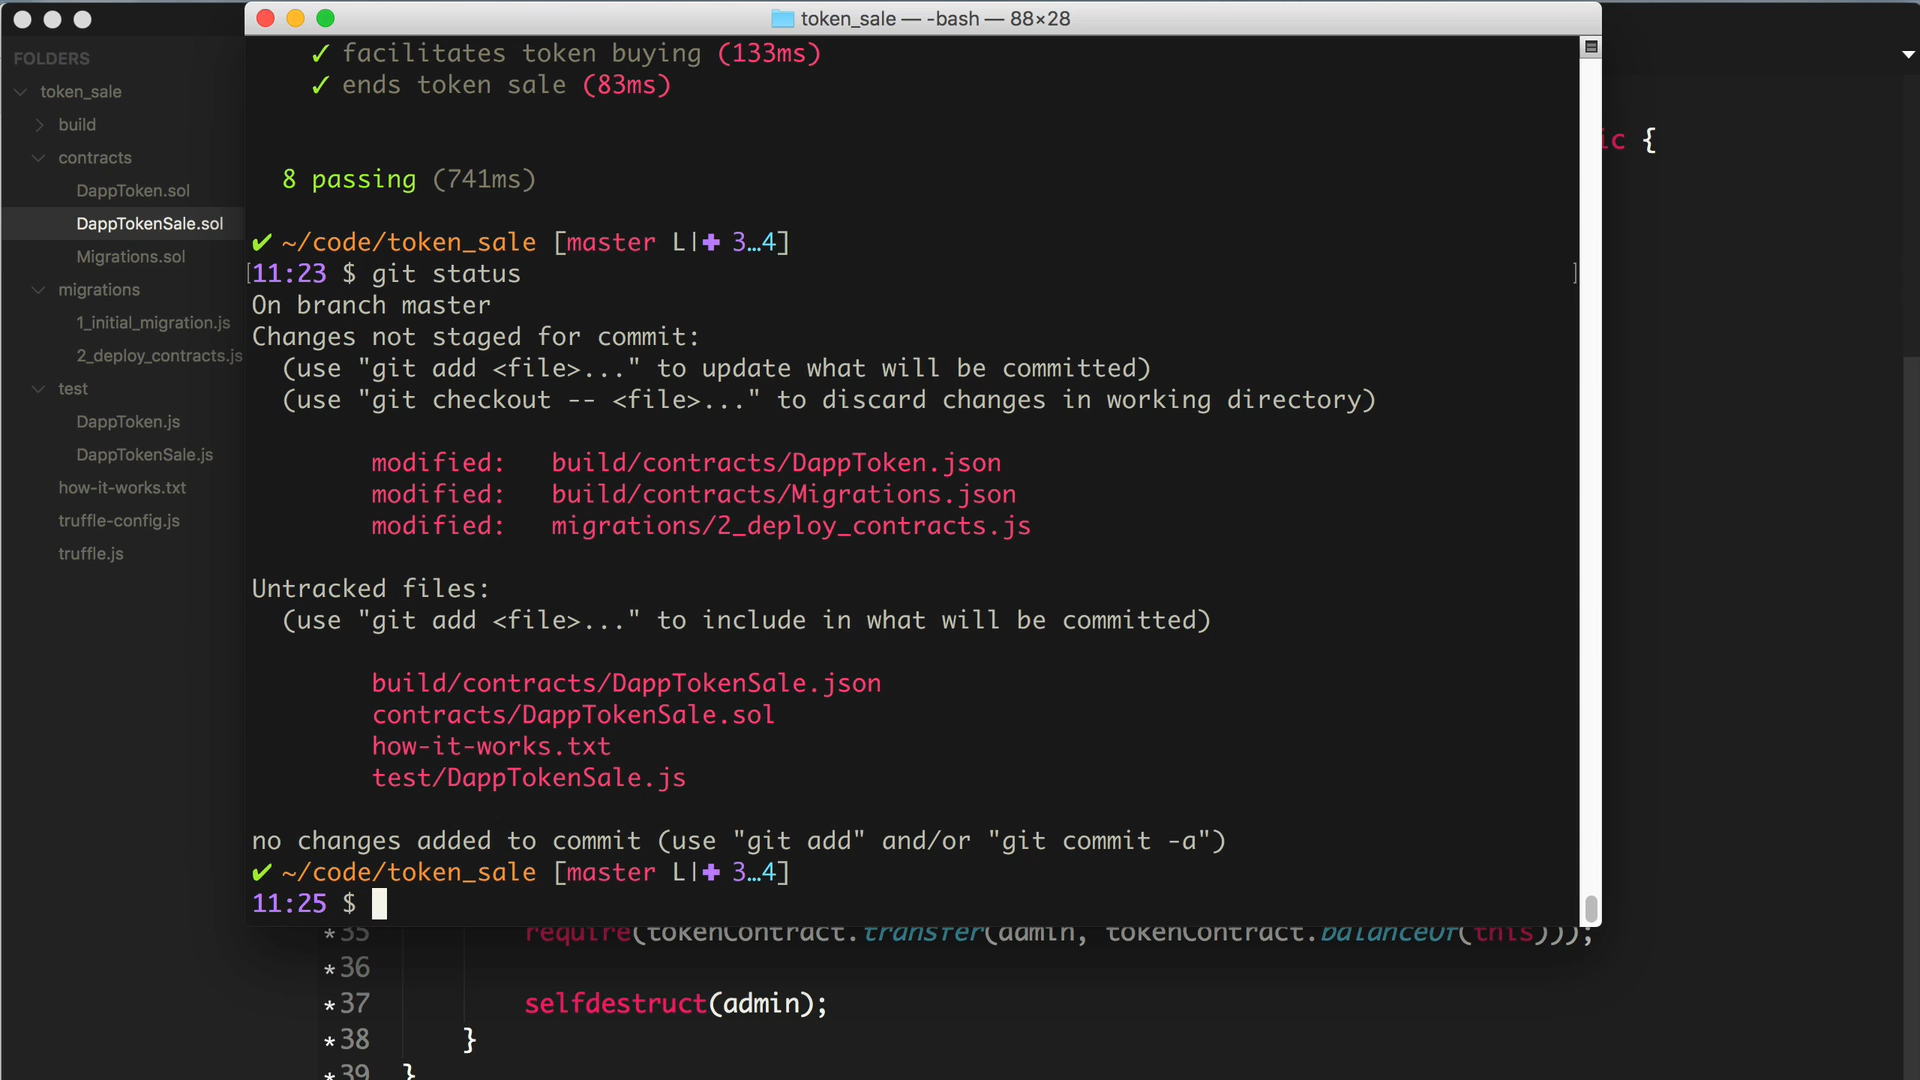 token_sale — -bash — 88×28
FOLDERS
token_sale
build
contracts
DappToken.sol
DappTokenSale.sol
Migrations.sol
migrations
1_initial_migration.js
2_deploy_contracts.js
test
DappToken.js
DappTokenSale.js
how-it-works.txt
truffle-config.js
truffle.js
✓ facilitates token buying (133ms)
✓ ends token sale (83ms)
8 passing (741ms)
✔ ~/code/token_sale [master L|✚ 3…4]
[11:23 $ git status ]
On branch master
Changes not staged for commit:
(use "git add <file>..." to update what will be committed)
(use "git checkout -- <file>..." to discard changes in working directory)
modified: build/contracts/DappToken.json
modified: build/contracts/Migrations.json
modified: migrations/2_deploy_contracts.js
Untracked files:
(use "git add <file>..." to include in what will be committed)
build/contracts/DappTokenSale.json
contracts/DappTokenSale.sol
how-it-works.txt
test/DappTokenSale.js
no changes added to commit (use "git add" and/or "git commit -a")
✔ ~/code/token_sale [master L|✚ 3…4]
11:25 $
ic {
*35 require(tokenContract.transfer(admin, tokenContract.balanceOf(this)));
*36
*37 selfdestruct(admin);
*38 }
*39 }